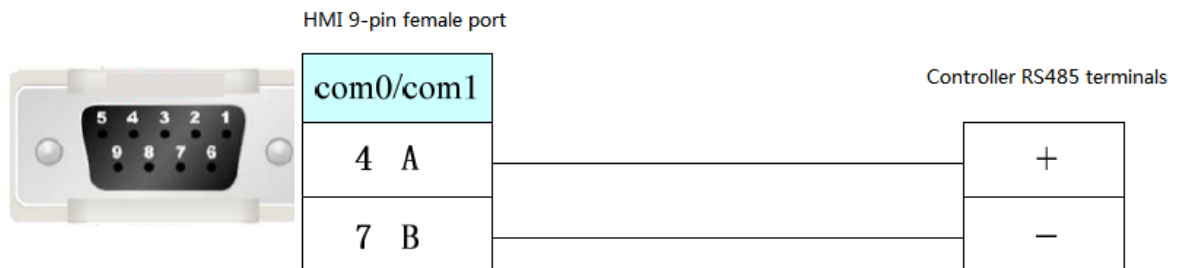 HMI 9-pin female port
com0/com1
Controller RS485 terminals
5 4 3 2 1
9 8 7 6
4 A
+
7 B
−